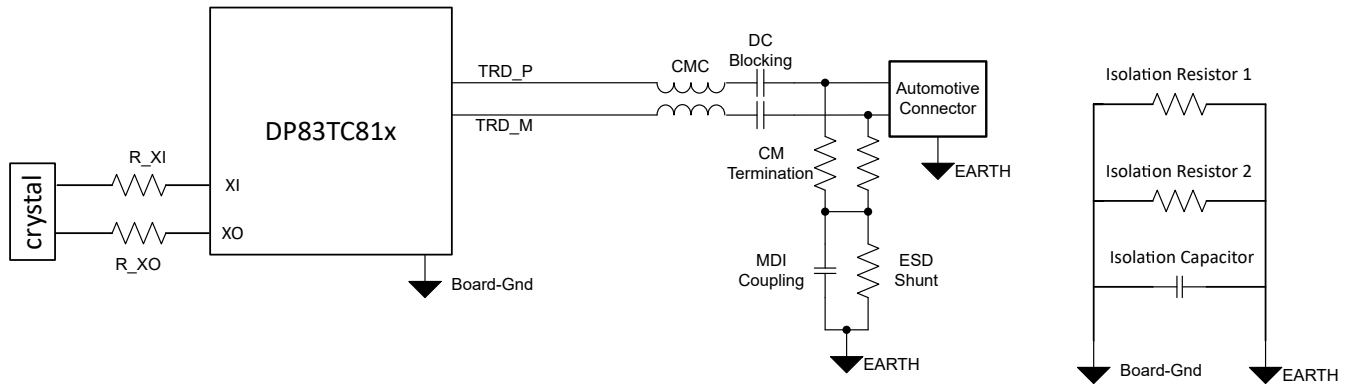 DP83TC81x
crystal
R_XI
R_XO
XI
XO
Board-Gnd
TRD_P
TRD_M
CMC
DC
Blocking
Automotive
Connector
EARTH
CM
Termination
MDI
Coupling
ESD
Shunt
EARTH
Isolation Resistor 1
Isolation Resistor 2
Isolation Capacitor
Board-Gnd
EARTH